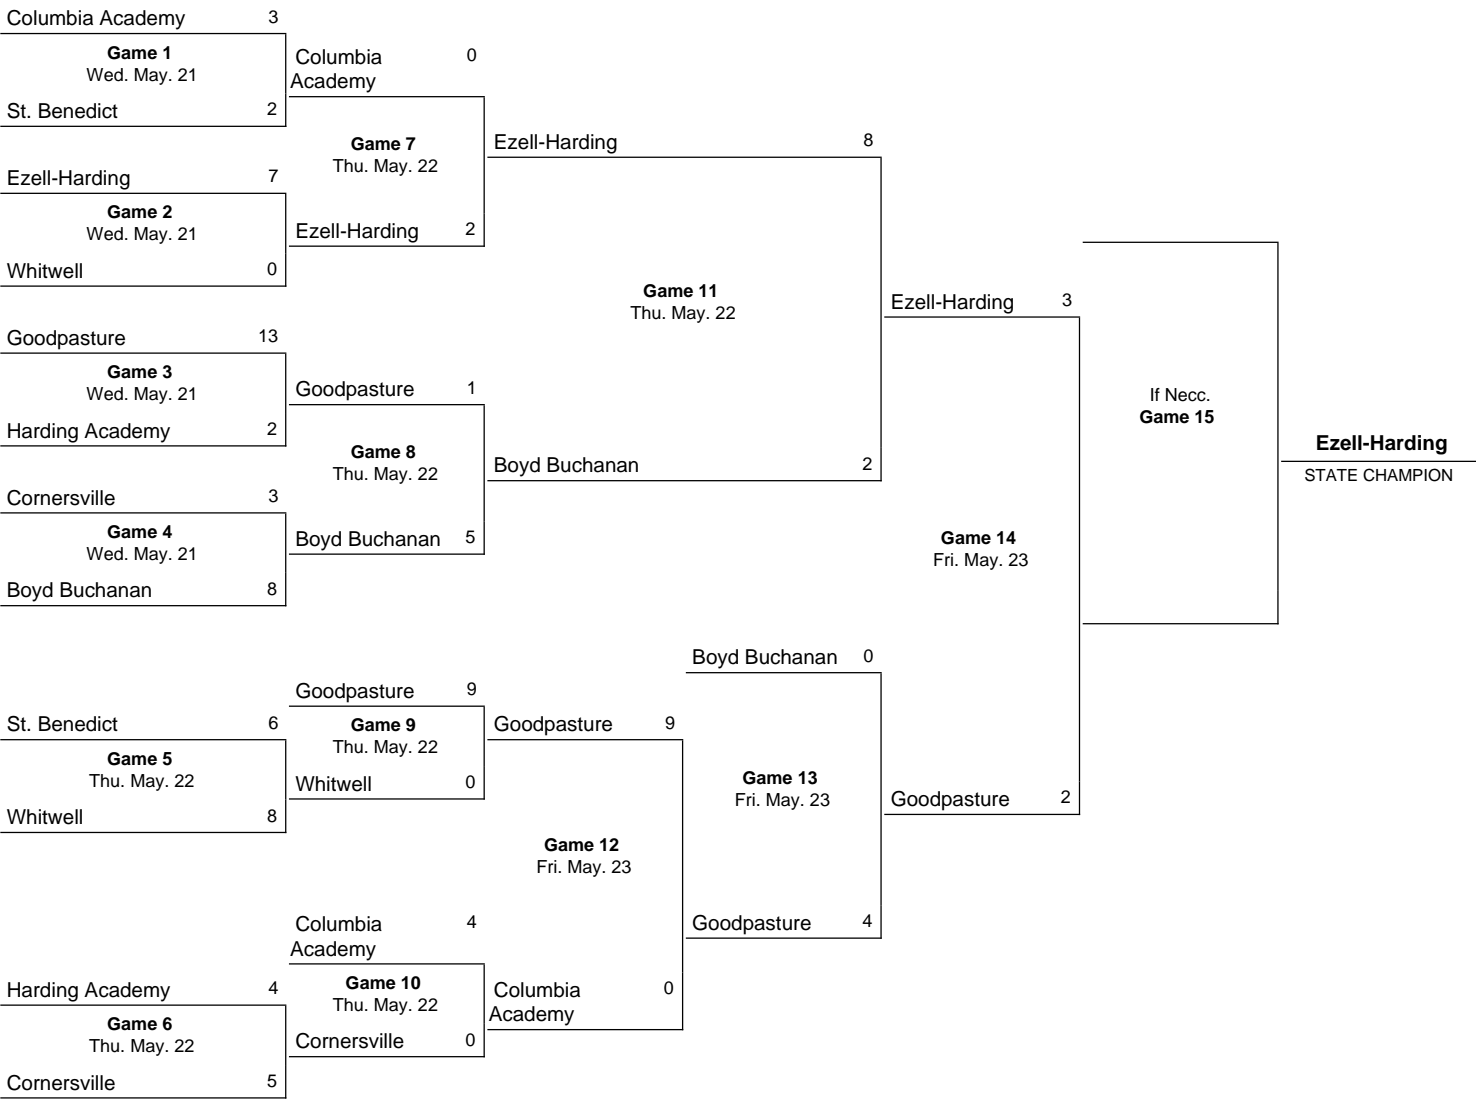 Columbia Academy 3
Game 1
Wed. May. 21
St. Benedict 2
Ezell-Harding 7
Game 2
Wed. May. 21
Whitwell 0
Goodpasture 13
Game 3
Wed. May. 21
Harding Academy 2
Cornersville 3
Game 4
Wed. May. 21
Boyd Buchanan 8
St. Benedict 6
Game 5
Thu. May. 22
Whitwell 8
Harding Academy 4
Game 6
Thu. May. 22
Cornersville 5
Columbia 0
Academy
Game 7
Thu. May. 22
Ezell-Harding 2
Goodpasture 1
Game 8
Thu. May. 22
Boyd Buchanan 5
Goodpasture 9
Game 9
Thu. May. 22
Whitwell 0
Columbia 4
Academy
Game 10
Thu. May. 22
Cornersville 0
Ezell-Harding 8
Game 11
Thu. May. 22
Boyd Buchanan 2
Goodpasture 9
Game 12
Fri. May. 23
Columbia 0
Academy
Boyd Buchanan 0
Game 13
Fri. May. 23
Goodpasture 4
Ezell-Harding 3
Game 14
Fri. May. 23
Goodpasture 2
If Necc.
Game 15
Ezell-Harding
STATE CHAMPION